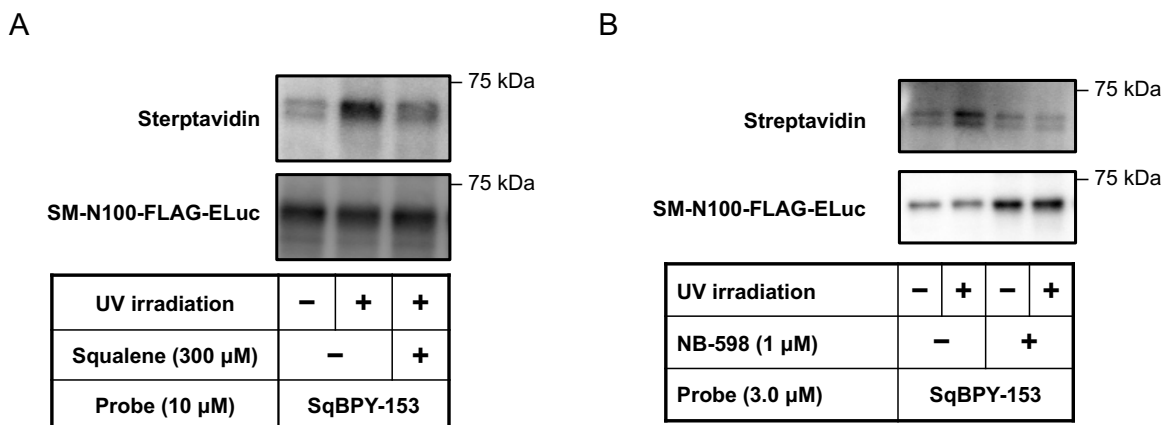 A
75 kDa
Sterptavidin
75 kDa
SM-N100-FLAG-ELuc
UV irradiation − + +
Squalene (300 μM) − +
Probe (10 μM) SqBPY-153
B
75 kDa
Streptavidin
75 kDa
SM-N100-FLAG-ELuc
UV irradiation − + − +
NB-598 (1 μM) − +
Probe (3.0 μM) SqBPY-153